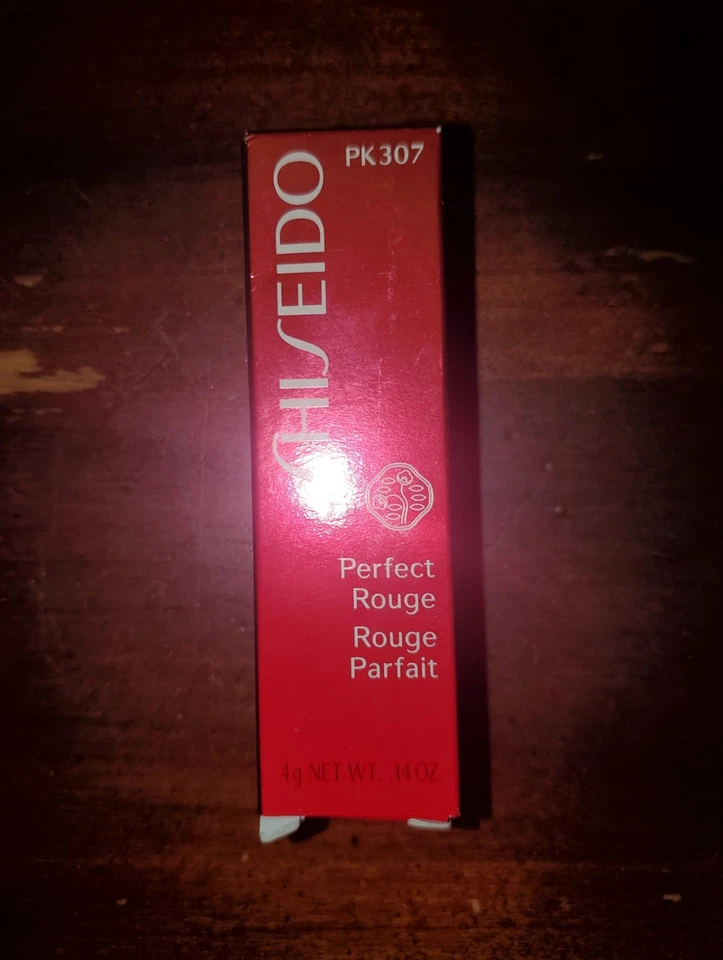 PK307
SHISEIDO
Perfect
Rouge
Rouge
Parfait
4g NET WT. .14 OZ.